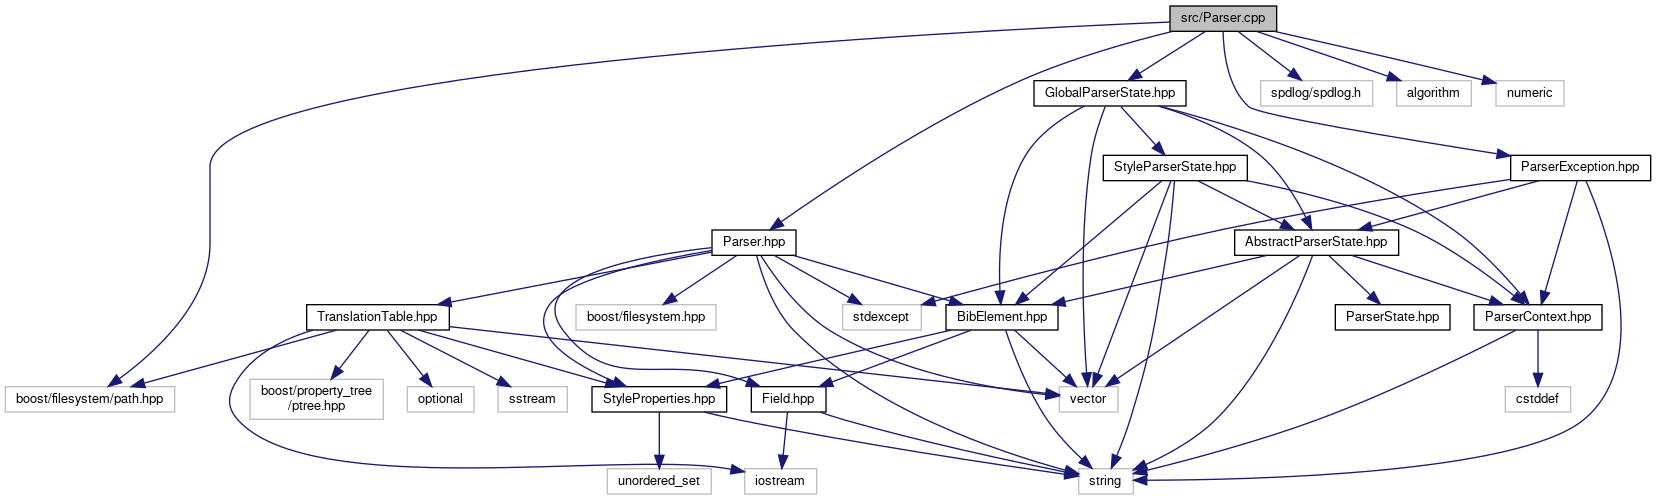 src/Parser.cpp
GlobalParserState.hpp
spdlog/spdlog.h
algorithm
numeric
StyleParserState.hpp
ParserException.hpp
Parser.hpp
AbstractParserState.hpp
TranslationTable.hpp
boost/filesystem.hpp
stdexcept
BibElement.hpp
ParserState.hpp
ParserContext.hpp
boost/filesystem/path.hpp
boost/property_tree
/ptree.hpp
optional
sstream
StyleProperties.hpp
Field.hpp
vector
cstddef
unordered_set
iostream
string